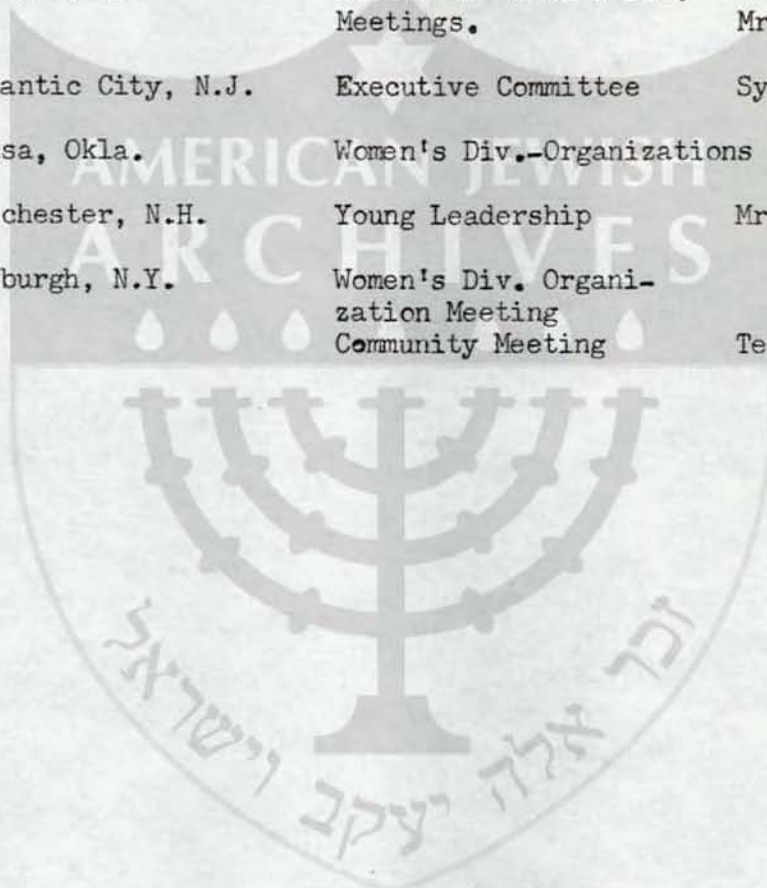 Meetings. Mr
antic City, N.J. Executive Committee Sy
sa, Okla. Women's Div.-Organizations
chester, N.H. Young Leadership Mr
burgh, N.Y. Women's Div. Organi-
zation Meeting
Community Meeting Te
AMERICAN JEWISH
ARCHIVES
זכר אלה יעקב וישראל